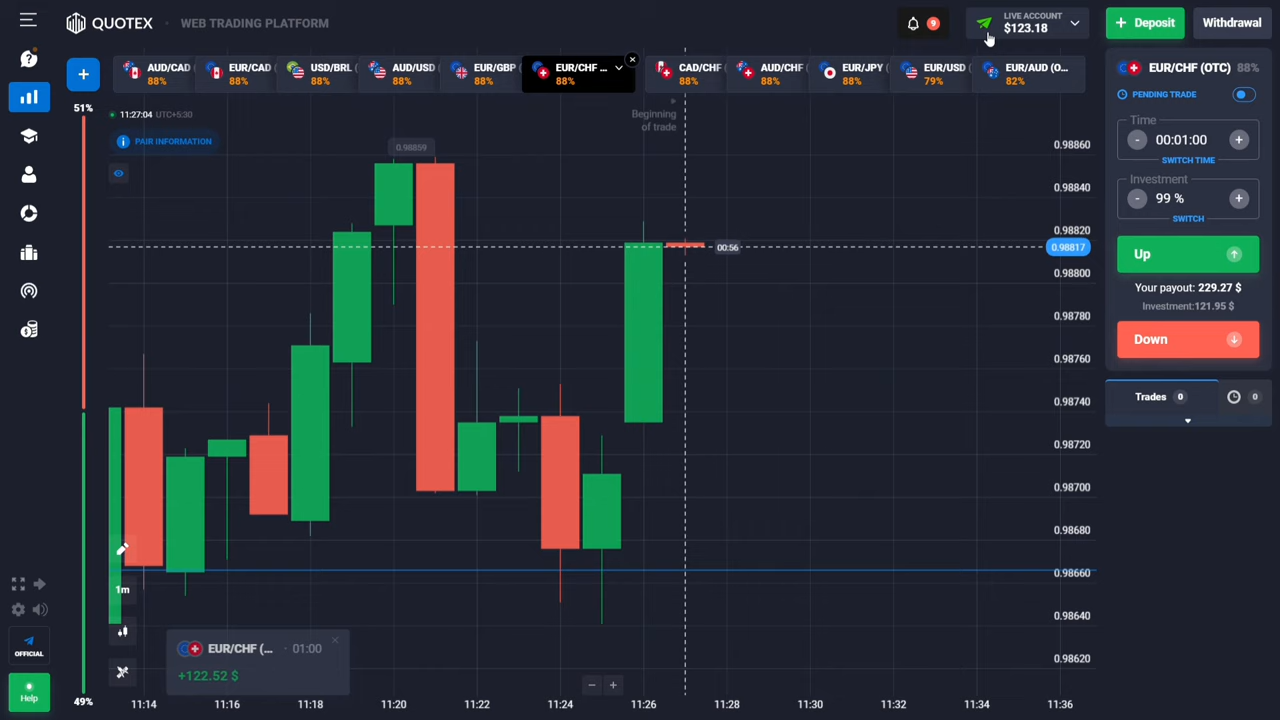 QUOTEX
WEB TRADING PLATFORM
9
LIVE ACCOUNT
$123.18
Deposit
Withdrawal
AUD/CAD (
88%
EUR/CAD (
88%
USD/BRL (
88%
AUD/USD
88%
EUR/GBP (
88%
EUR/CHF ...
88%
CAD/CHF
88%
AUD/CHF
88%
EUR/JPY
88%
EUR/USD (
79%
EUR/AUD (O...
82%
51%
11:27:04 UTC+5:30
PAIR INFORMATION
Beginning
of trade
0.98859
00:56
0.98860
0.98840
0.98820
0.98817
0.98800
0.98780
0.98760
0.98740
0.98720
0.98700
0.98680
0.98660
0.98640
0.98620
EUR/CHF (OTC) 88%
PENDING TRADE
Time
- 00:01:00 +
SWITCH TIME
Investment
- 99 % +
SWITCH
Up
Your payout: 229.27 $
Investment:121.95 $
Down
Trades 0
0
1m
EUR/CHF (... · 01:00
+122.52 $
OFFICIAL
Help
49%
11:14
11:16
11:18
11:20
11:22
11:24
11:26
11:28
11:30
11:32
11:34
11:36